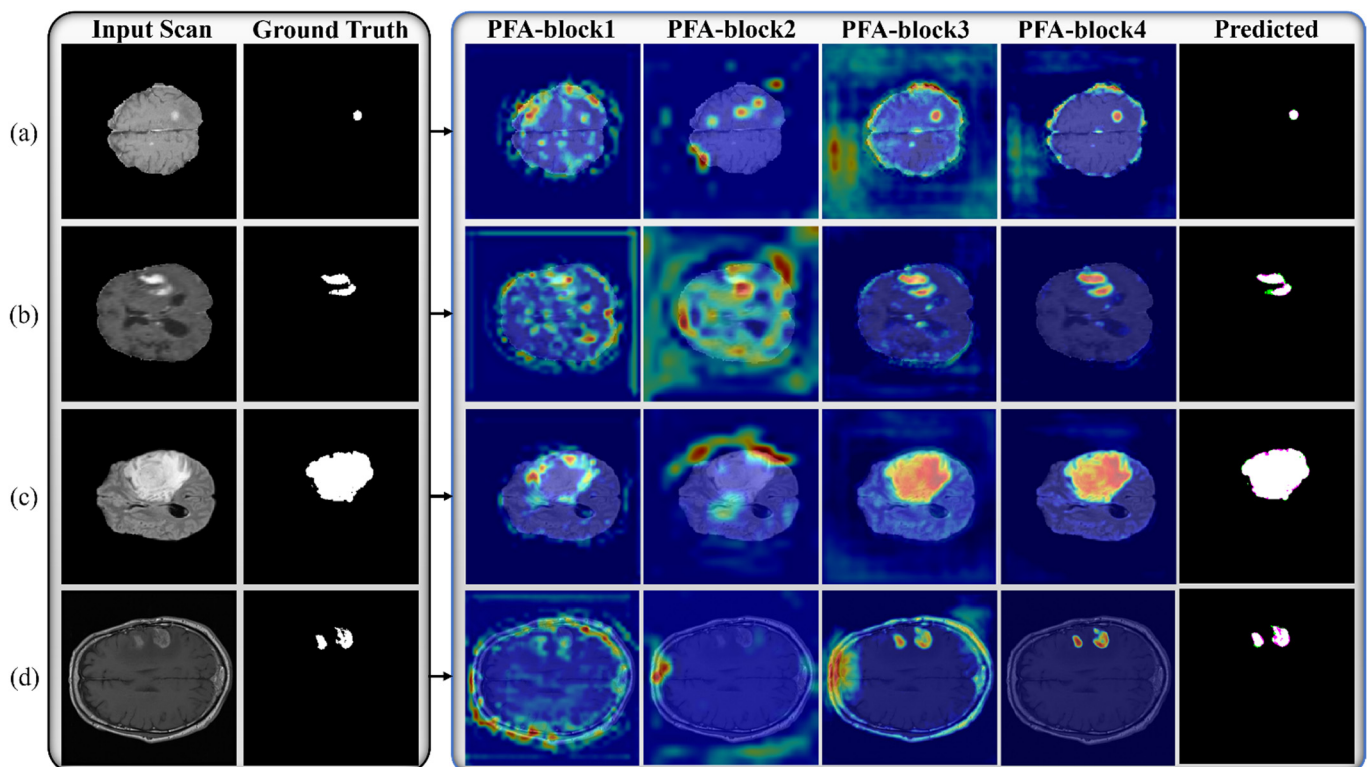 Input Scan Ground Truth PFA-block1 PFA-block2 PFA-block3 PFA-block4 Predicted
(a)
(b)
(c)
(d)